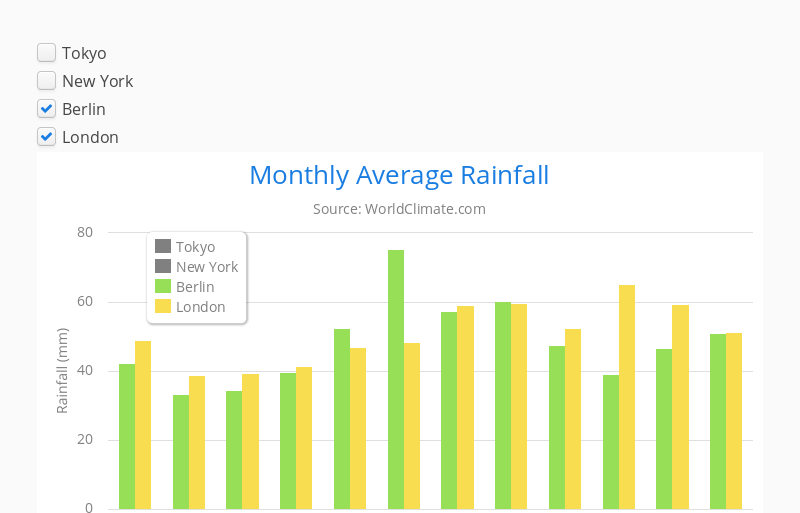 Tokyo
New York
Berlin
London
Monthly Average Rainfall
Source: WorldClimate.com
80
60
40
20
0
Rainfall (mm)
Tokyo
New York
Berlin
London